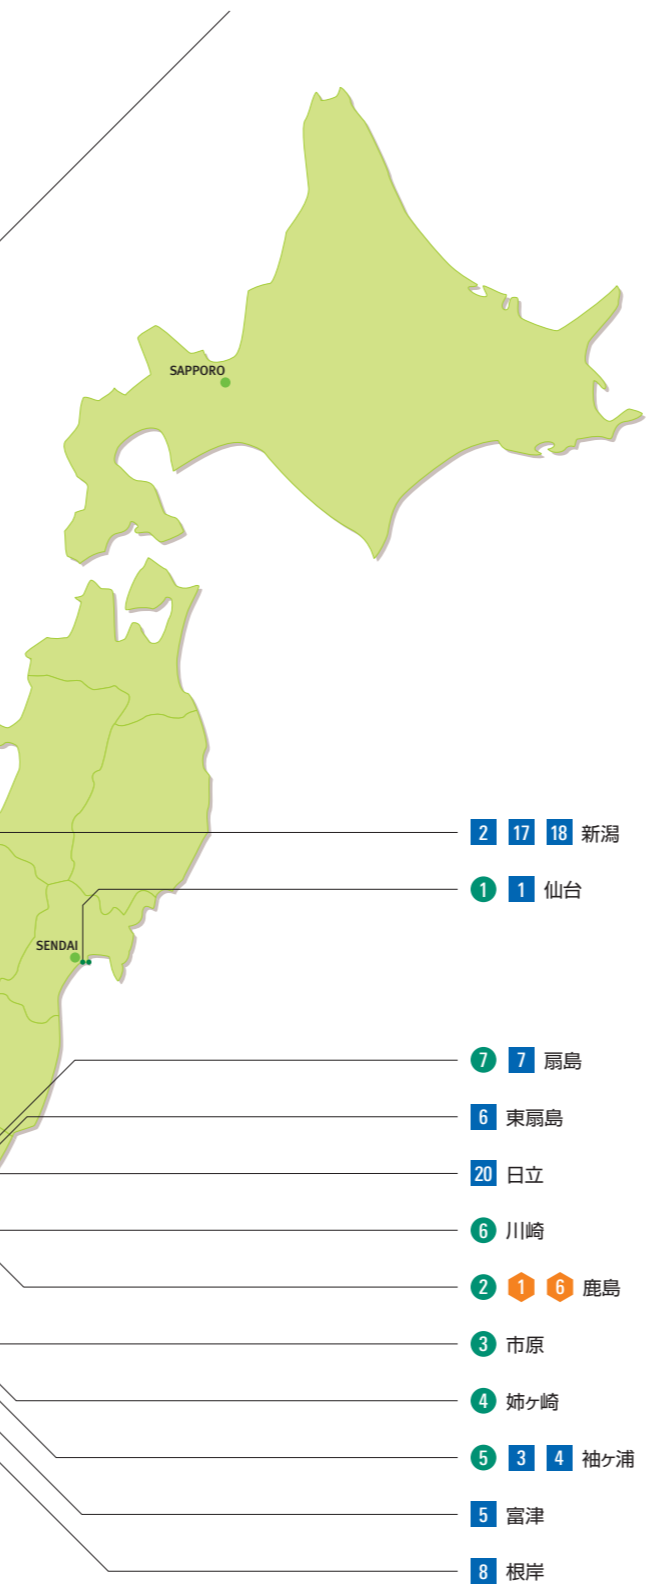 SAPPORO
2 17 18 新潟
1 1 仙台
SENDAI
7 7 扇島
6 東扇島
20 日立
6 川崎
2 1 6 鹿島
3 市原
4 姉ヶ崎
5 3 4 袖ヶ浦
5 富津
8 根岸